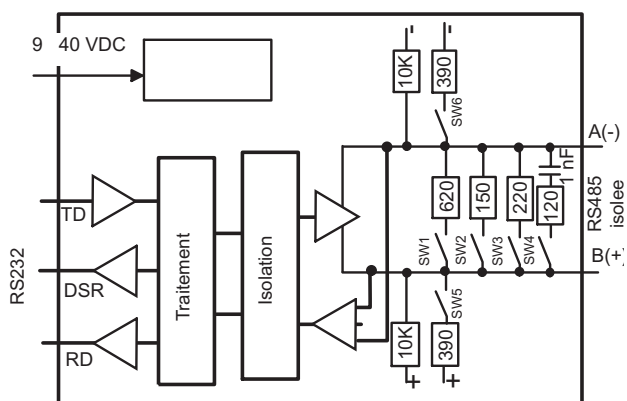 9 40 VDC
10K
390
SW6
A(-)
1 nF
620
150
220
120
RS485
isolee
TD
RS232
DSR
Traitement
Isolation
SW1
SW2
SW3
SW4
B(+)
RD
10K
390
SW5